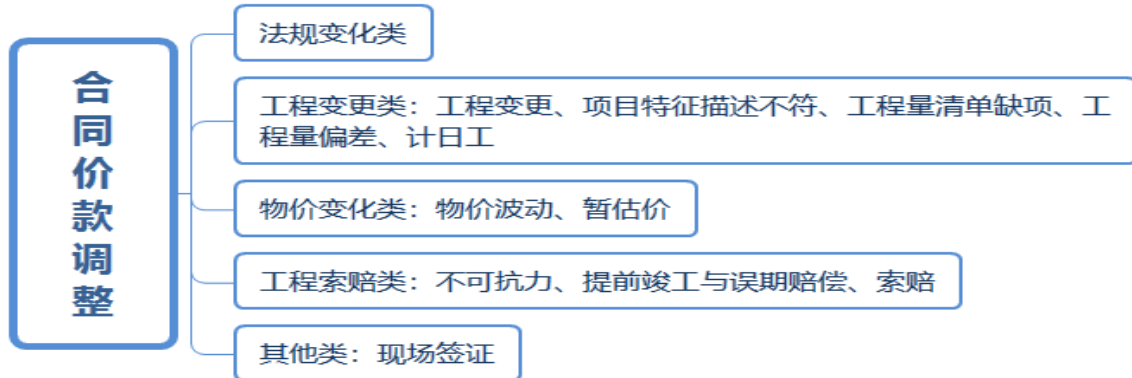 合同价款调整
法规变化类
工程变更类：工程变更、项目特征描述不符、工程量清单缺项、工
程量偏差、计日工
物价变化类：物价波动、暂估价
工程索赔类：不可抗力、提前竣工与误期赔偿、索赔
其他类：现场签证